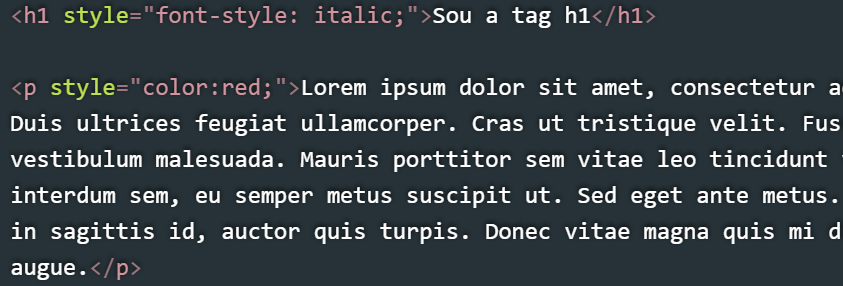 <h1 style="font-style: italic;">Sou a tag h1</h1>
<p style="color:red;">Lorem ipsum dolor sit amet, consectetur
Duis ultrices feugiat ullamcorper. Cras ut tristique velit.
vestibulum malesuada. Mauris porttitor sem vitae leo tincidunt
interdum sem, eu semper metus suscipit ut. Sed eget ante metus.
in sagittis id, auctor quis turpis. Donec vitae magna quis mi
augue.</p>